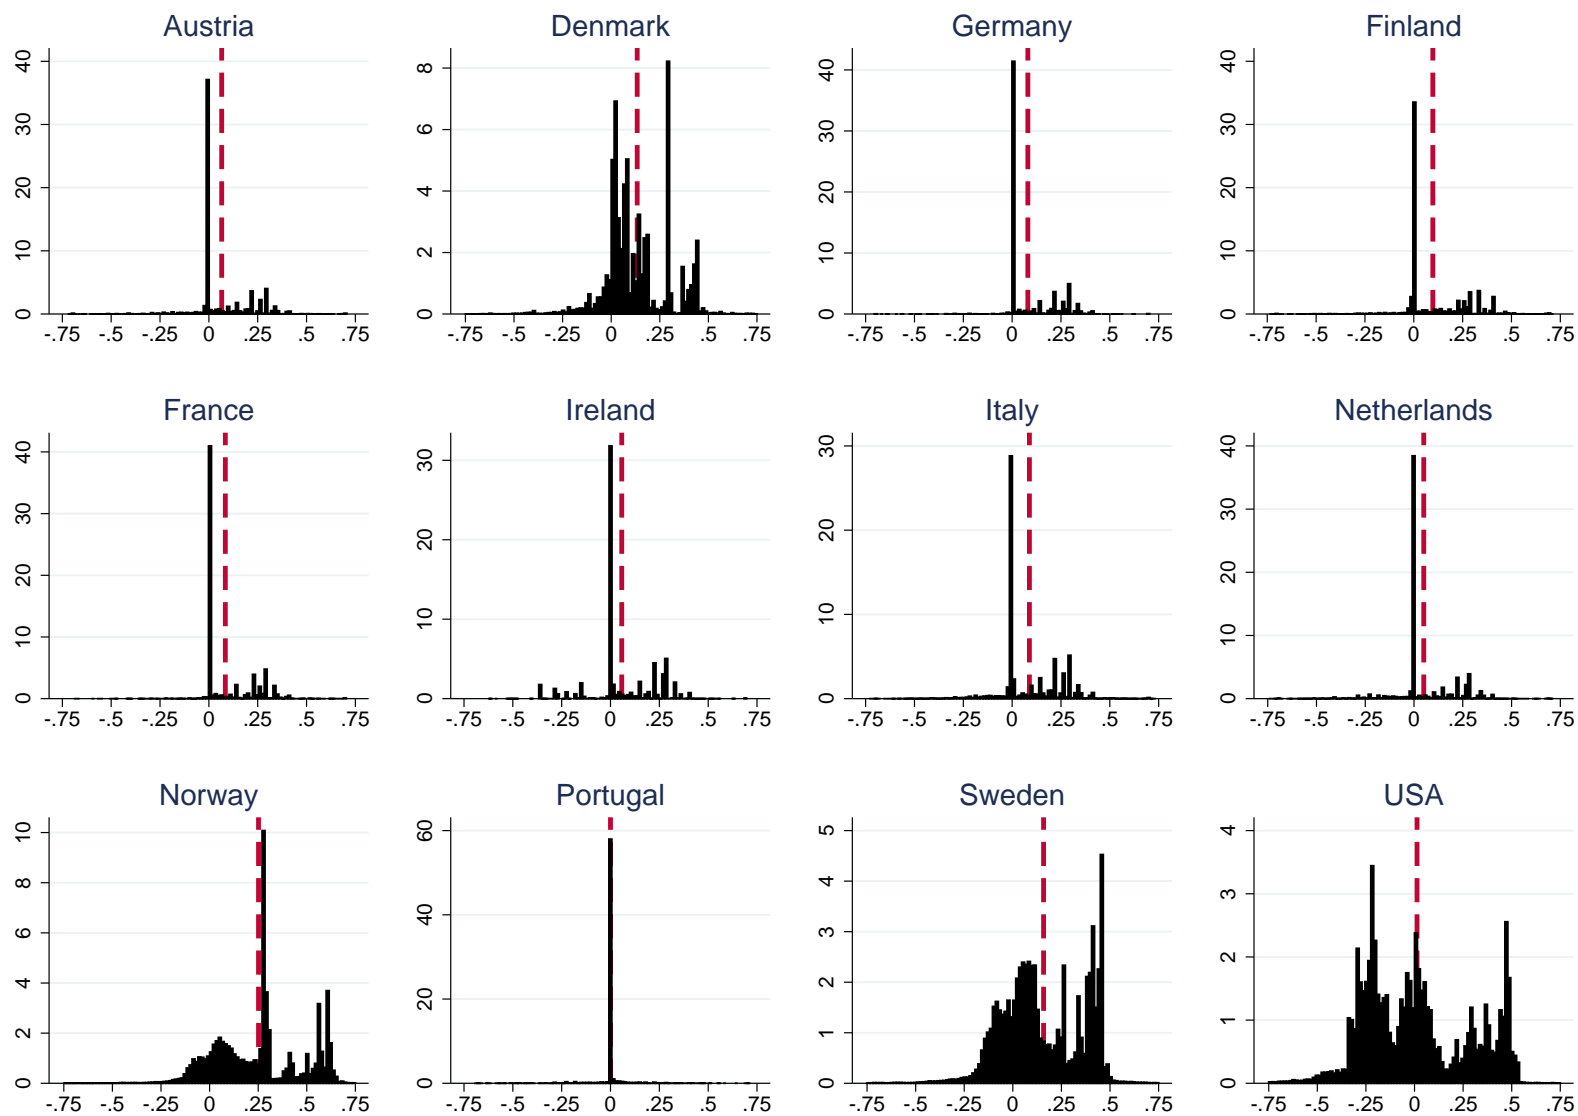 Austria
Denmark
Germany
Finland
0 10 20 30 40
-.75 -.5 -.25 0 .25 .5 .75
0 2 4 6 8
-.75 -.5 -.25 0 .25 .5 .75
0 10 20 30 40
-.75 -.5 -.25 0 .25 .5 .75
0 10 20 30 40
-.75 -.5 -.25 0 .25 .5 .75
France
Ireland
Italy
Netherlands
0 10 20 30 40
-.75 -.5 -.25 0 .25 .5 .75
0 10 20 30
-.75 -.5 -.25 0 .25 .5 .75
0 10 20 30
-.75 -.5 -.25 0 .25 .5 .75
0 10 20 30 40
-.75 -.5 -.25 0 .25 .5 .75
Norway
Portugal
Sweden
USA
0 2 4 6 8 10
-.75 -.5 -.25 0 .25 .5 .75
0 20 40 60
-.75 -.5 -.25 0 .25 .5 .75
0 1 2 3 4 5
-.75 -.5 -.25 0 .25 .5 .75
0 1 2 3 4
-.75 -.5 -.25 0 .25 .5 .75